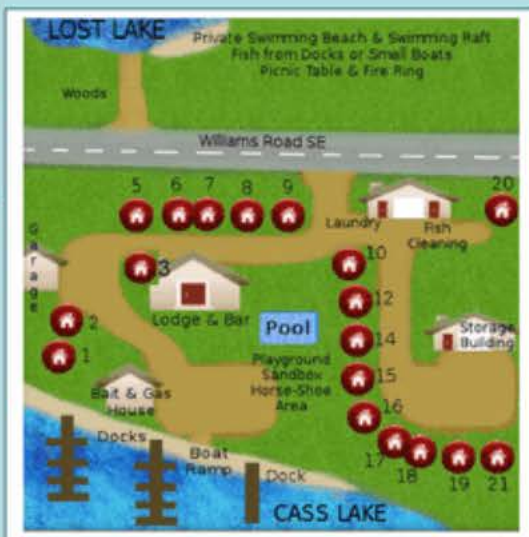 LOST LAKE
Private Swimming Beach & Swimming Raft
Fish from Docks or Small Boats
Picnic Table & Fire Ring
Woods
Williams Road SE
5
6
7
8
9
20
Laundry
Fish
Cleaning
Garage
3
10
Lodge & Bar
12
2
Pool
14
Storage
Building
1
Playground
Sandbox
Horse-Shoe
Area
15
Bait & Gas
House
16
Docks
17
18
19
21
Boat
Ramp
Dock
CASS LAKE